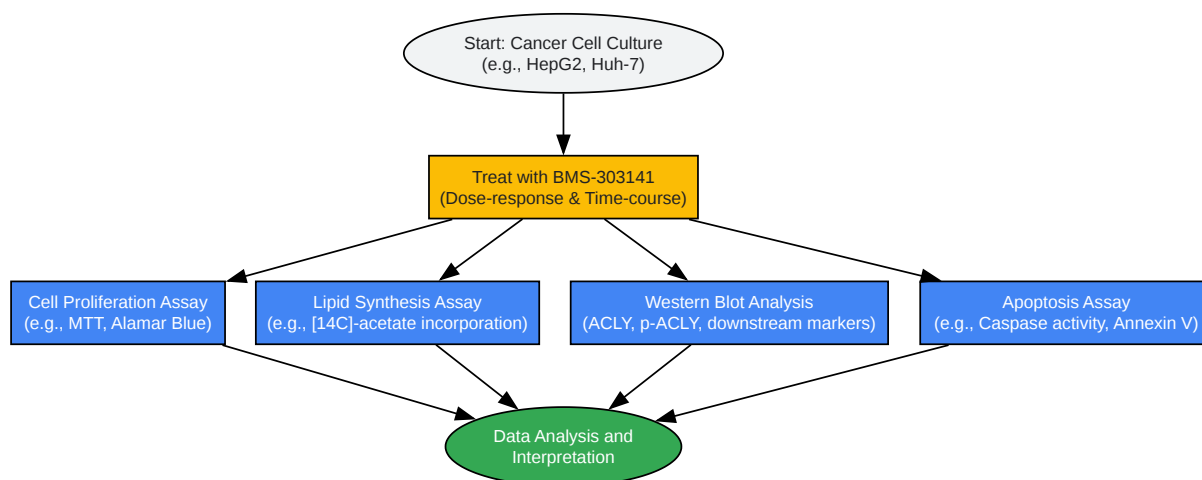 Start: Cancer Cell Culture
(e.g., HepG2, Huh-7)
Treat with BMS-303141
(Dose-response & Time-course)
Cell Proliferation Assay
(e.g., MTT, Alamar Blue)
Lipid Synthesis Assay
(e.g., [14C]-acetate incorporation)
Western Blot Analysis
(ACLY, p-ACLY, downstream markers)
Apoptosis Assay
(e.g., Caspase activity, Annexin V)
Data Analysis and
Interpretation